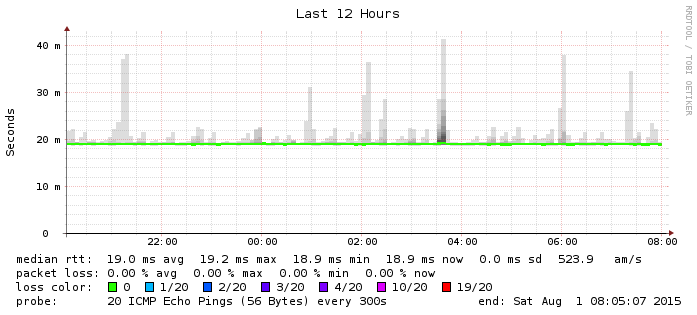 Last 12 Hours
RRDTOOL / TOBI OETIKER
Seconds
40 m
30 m
20 m
10 m
0
22:00 00:00 02:00 04:00 06:00 08:00
median rtt: 19.0 ms avg 19.2 ms max 18.9 ms min 18.9 ms now 0.0 ms sd 523.9 am/s
packet loss: 0.00 % avg 0.00 % max 0.00 % min 0.00 % now
loss color: 0 1/20 2/20 3/20 4/20 10/20 19/20
probe: 20 ICMP Echo Pings (56 Bytes) every 300s end: Sat Aug 1 08:05:07 2015